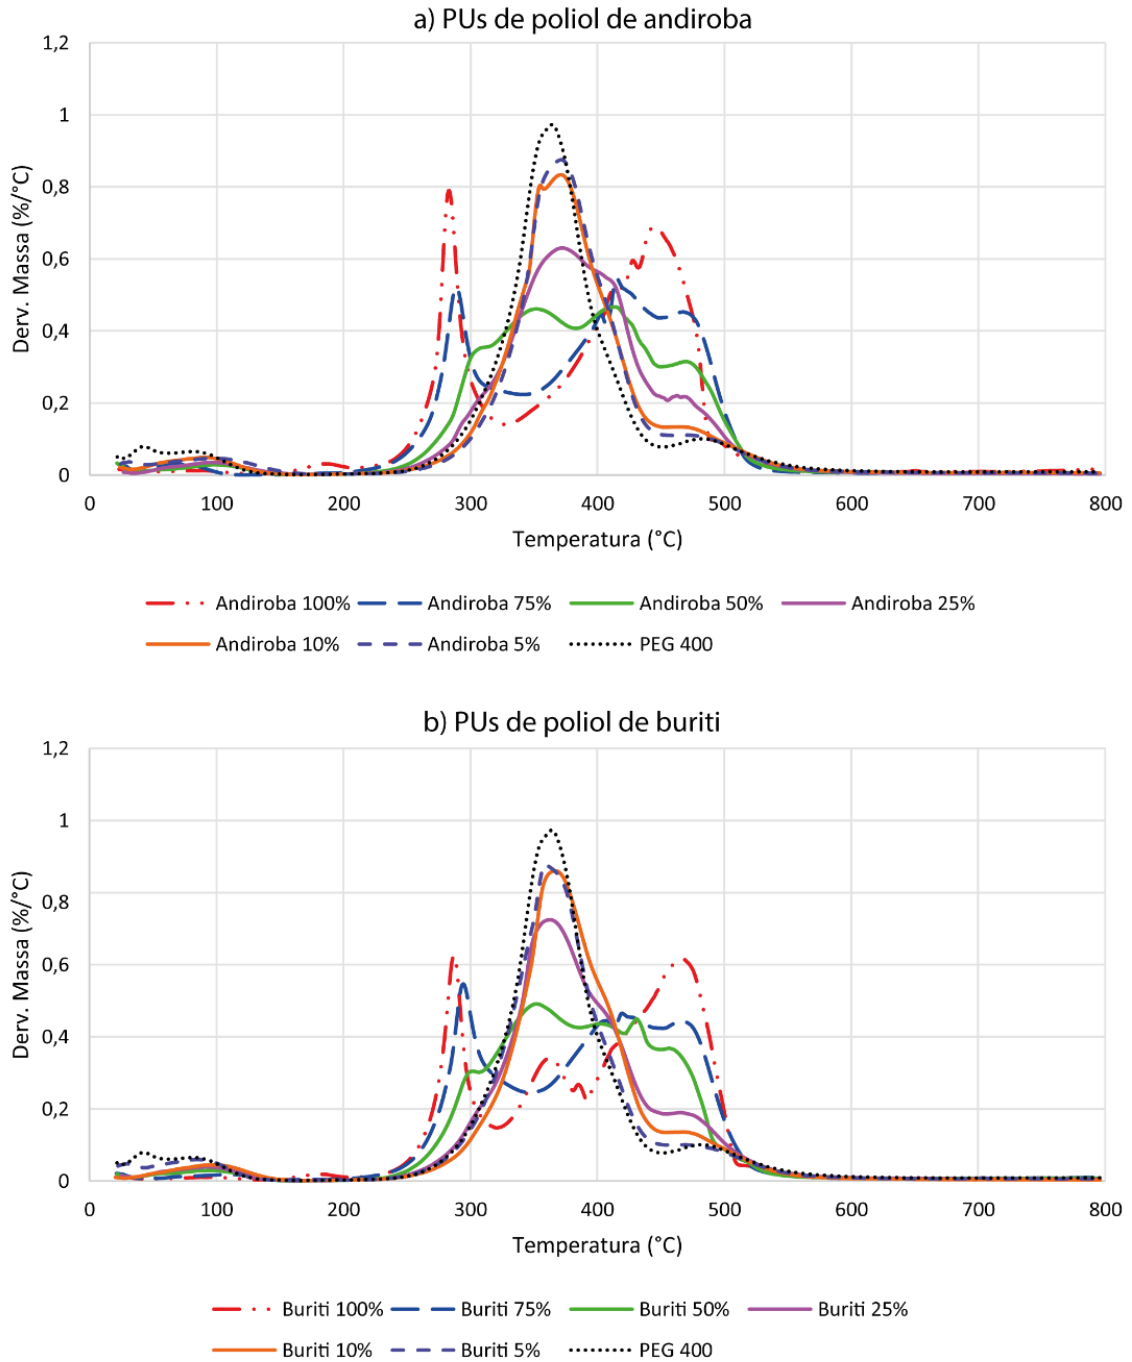 a) PUs de poliol de andiroba
1,2
1
0,8
0,6
0,4
0,2
0
Derv. Massa (%/°C)
0 100 200 300 400 500 600 700 800
Temperatura (°C)
Andiroba 100% Andiroba 75% Andiroba 50% Andiroba 25%
Andiroba 10% Andiroba 5% PEG 400
b) PUs de poliol de buriti
1,2
1
0,8
0,6
0,4
0,2
0
Derv. Massa (%/°C)
0 100 200 300 400 500 600 700 800
Temperatura (°C)
Buriti 100% Buriti 75% Buriti 50% Buriti 25%
Buriti 10% Buriti 5% PEG 400